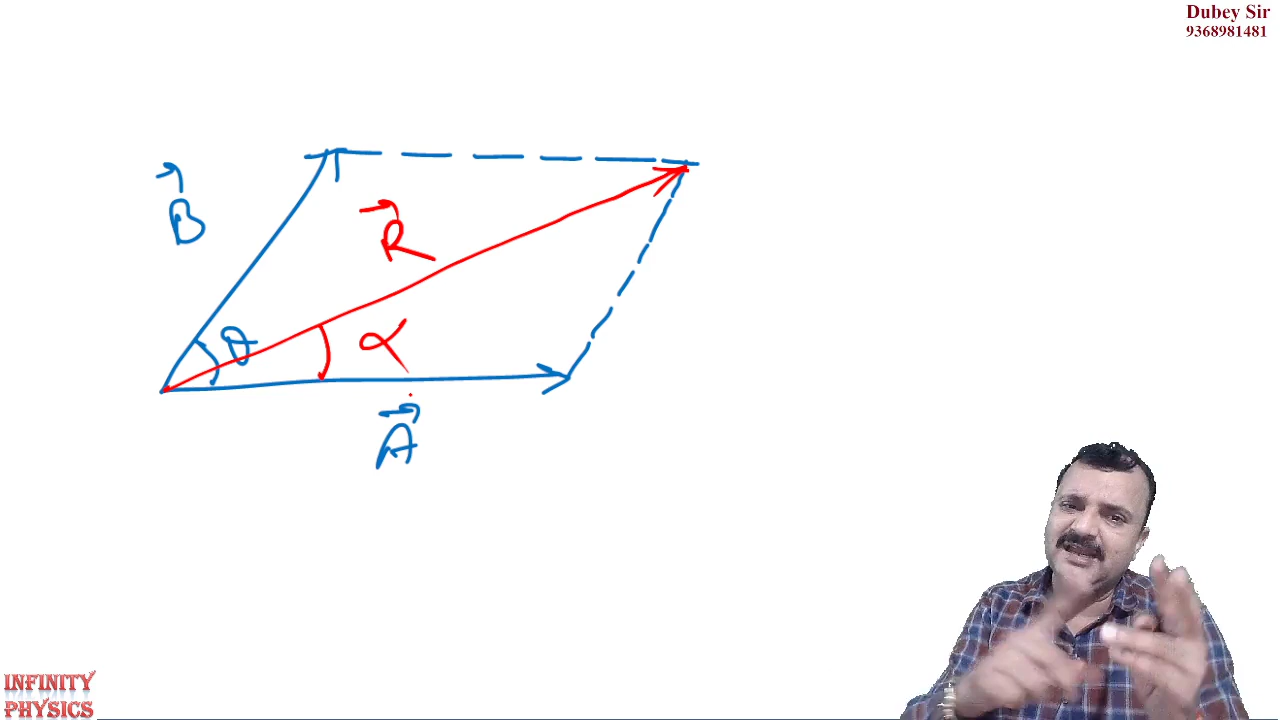 Dubey Sir
9368981481
B
R
θ
α
A
INFINITY
PHYSICS